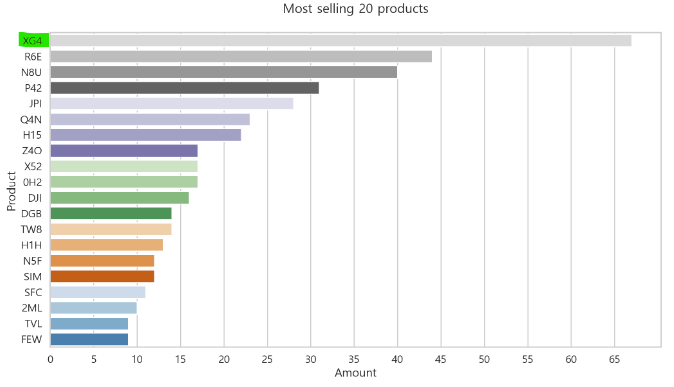 Most selling 20 products
Product
XG4
R6E
N8U
P42
JPI
Q4N
H15
Z4O
X52
0H2
DJI
DGB
TW8
H1H
N5F
SIM
SFC
2ML
TVL
FEW
0 5 10 15 20 25 30 35 40 45 50 55 60 65
Amount